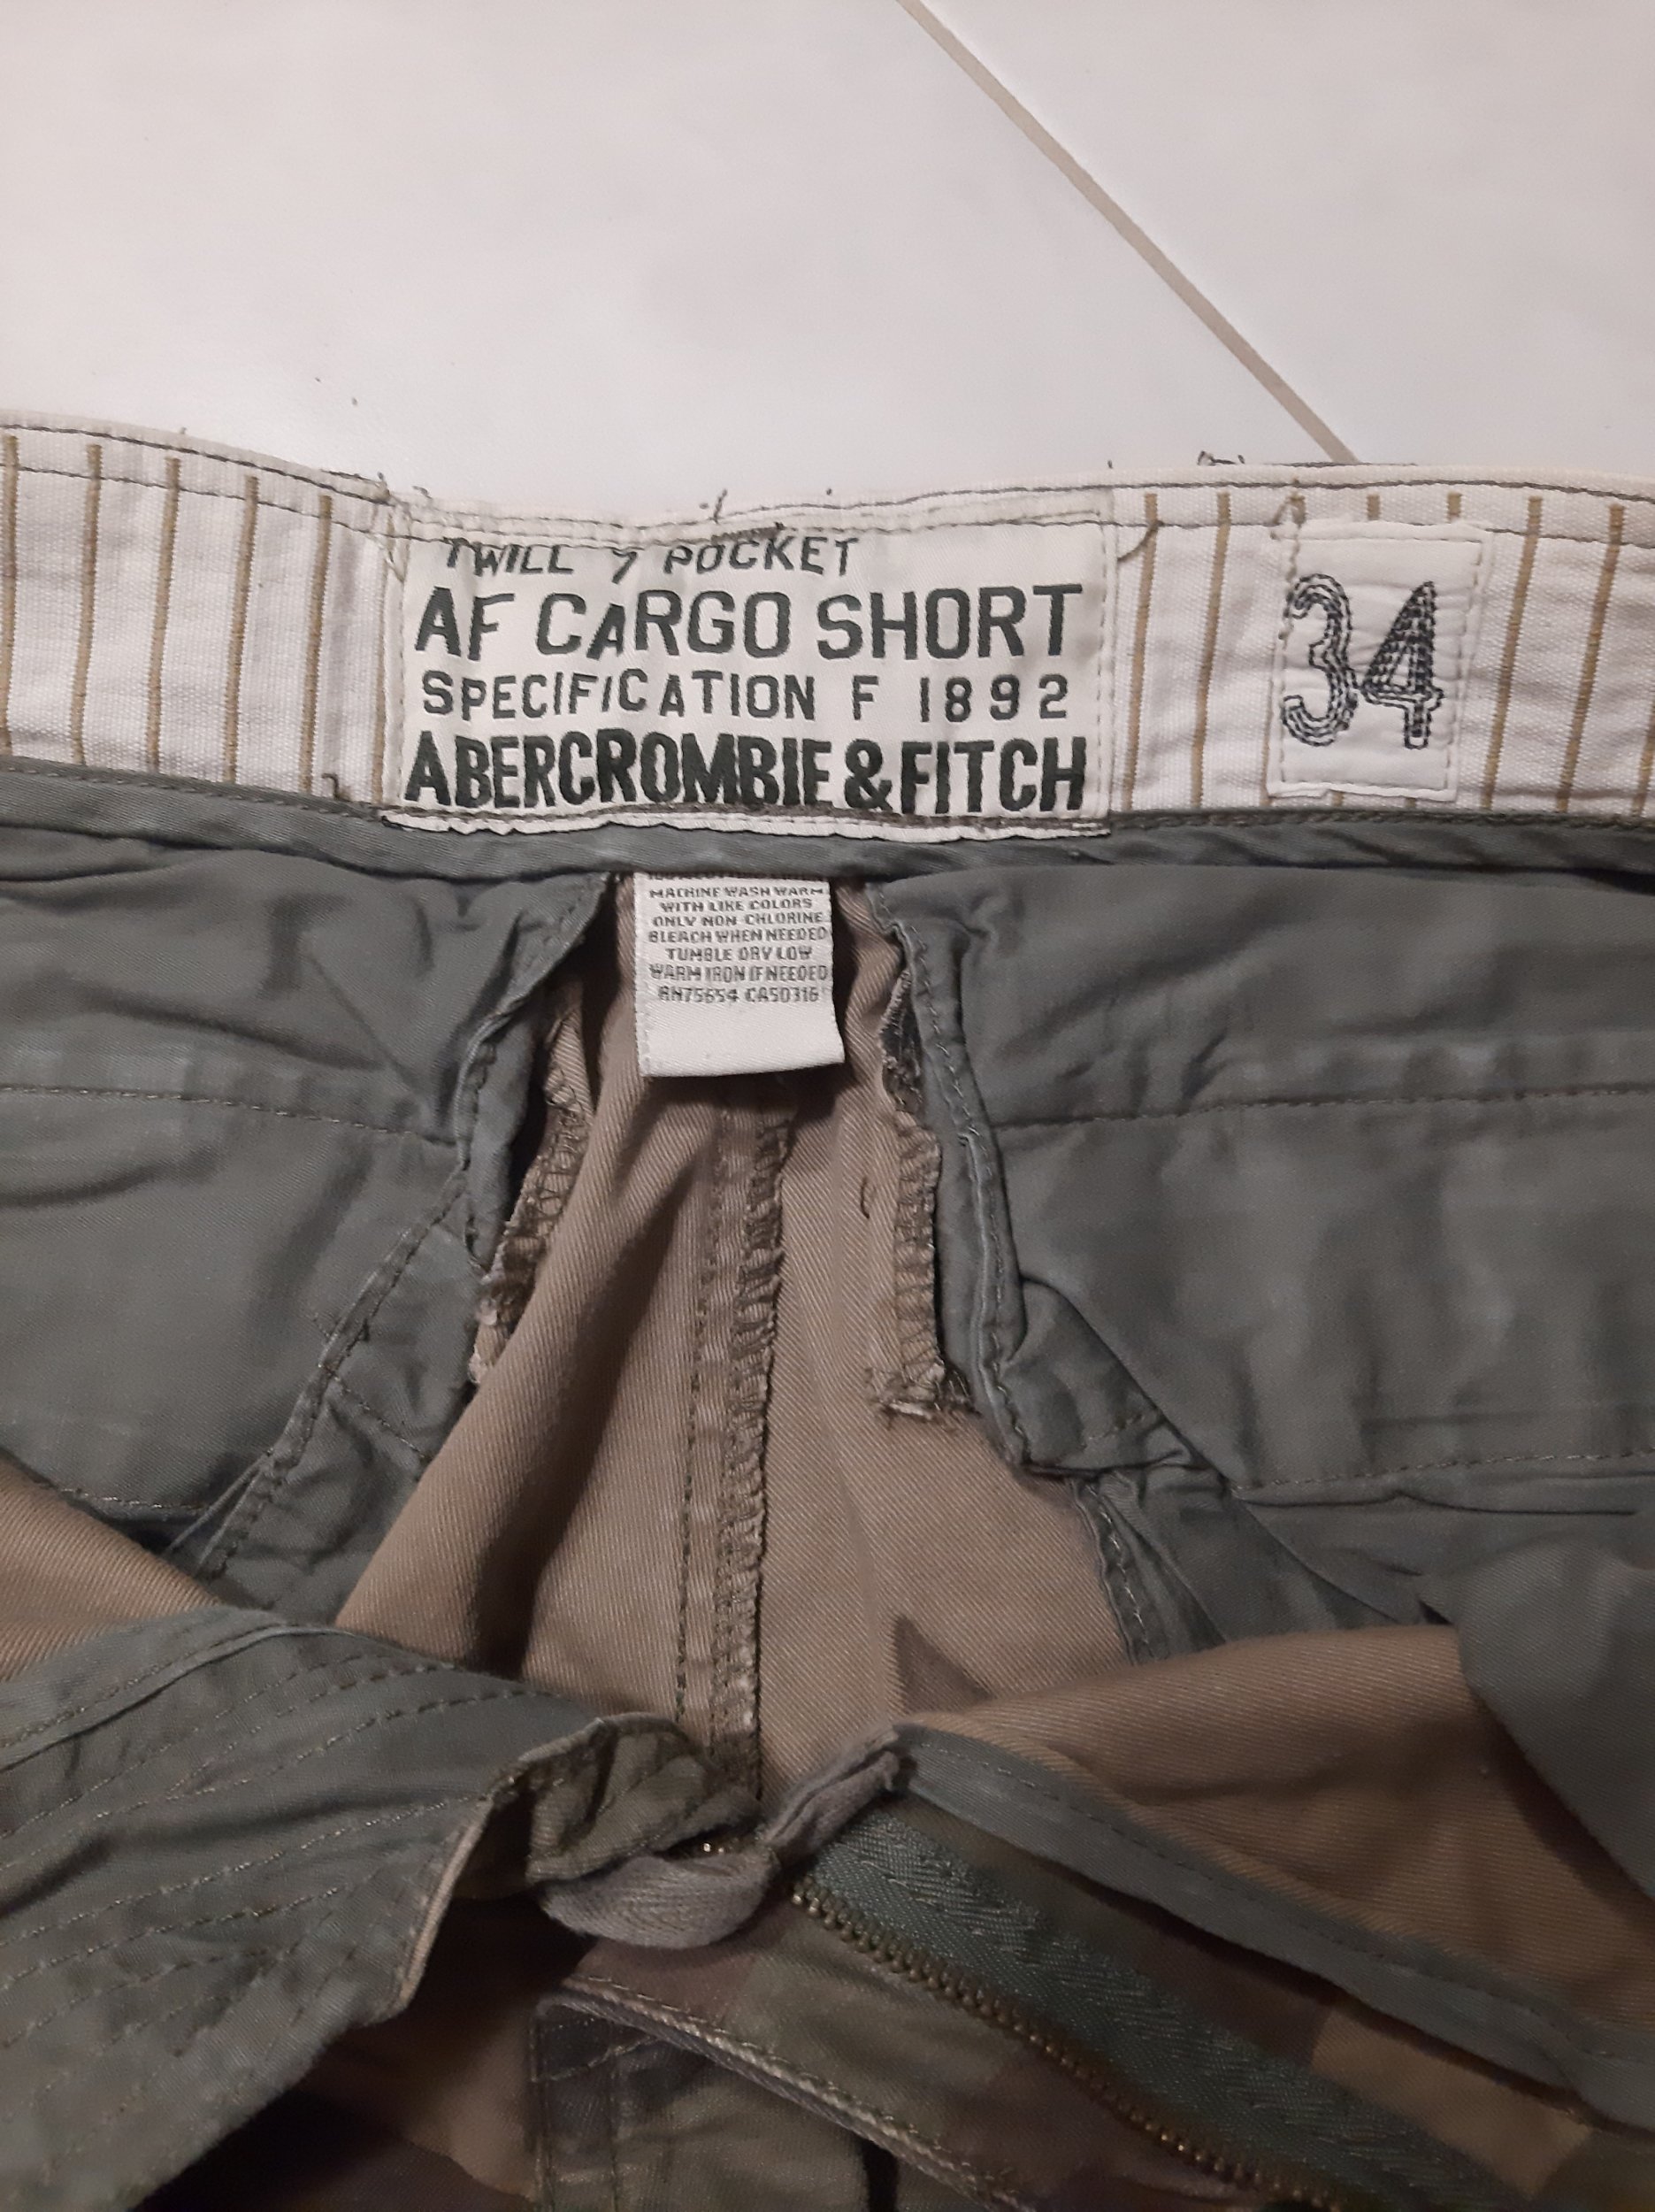 TWILL 7 POCKET
AF CARGO SHORT
SPECIFICATION F 1892
ABERCROMBIE & FITCH
34
MACHINE WASH WARM
WITH LIKE COLORS
ONLY NON-CHLORINE
BLEACH WHEN NEEDED
TUMBLE DRY LOW
WARM IRON IF NEEDED
RN75654 CA50316